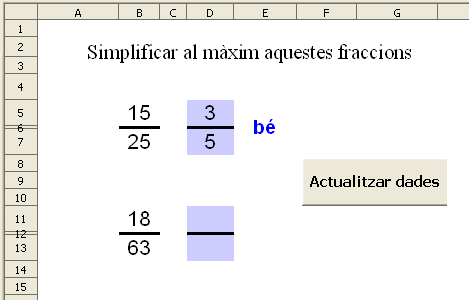 A B C D E F G
1
2 Simplificar al màxim aquestes fraccions
3
4
5 15 3
6 bé
7 25 5
8
9 Actualitzar dades
10
11 18
12
13 63
14
15